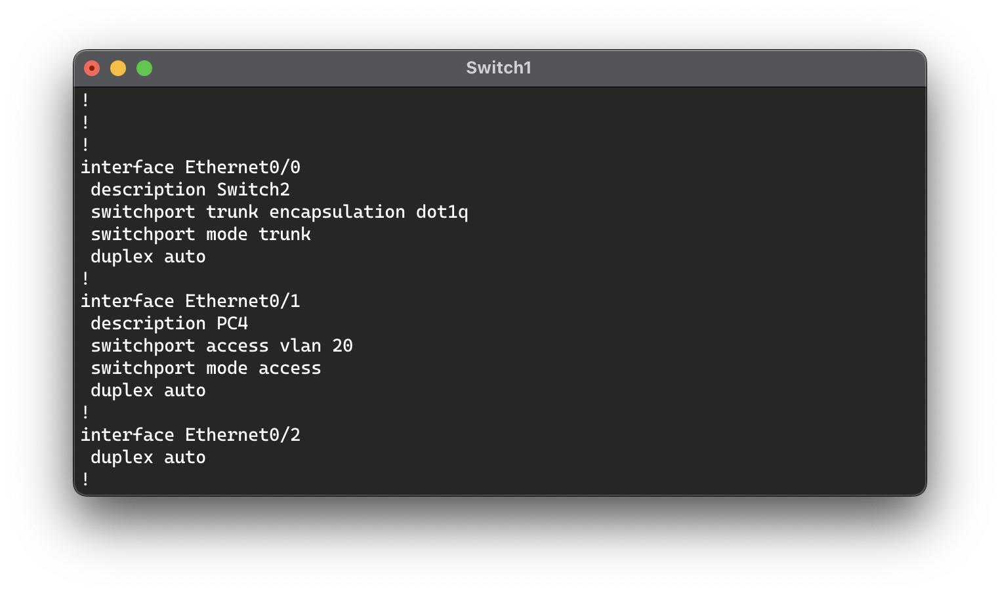 Switch1
!
!
!
interface Ethernet0/0
 description Switch2
 switchport trunk encapsulation dot1q
 switchport mode trunk
 duplex auto
!
interface Ethernet0/1
 description PC4
 switchport access vlan 20
 switchport mode access
 duplex auto
!
interface Ethernet0/2
 duplex auto
!